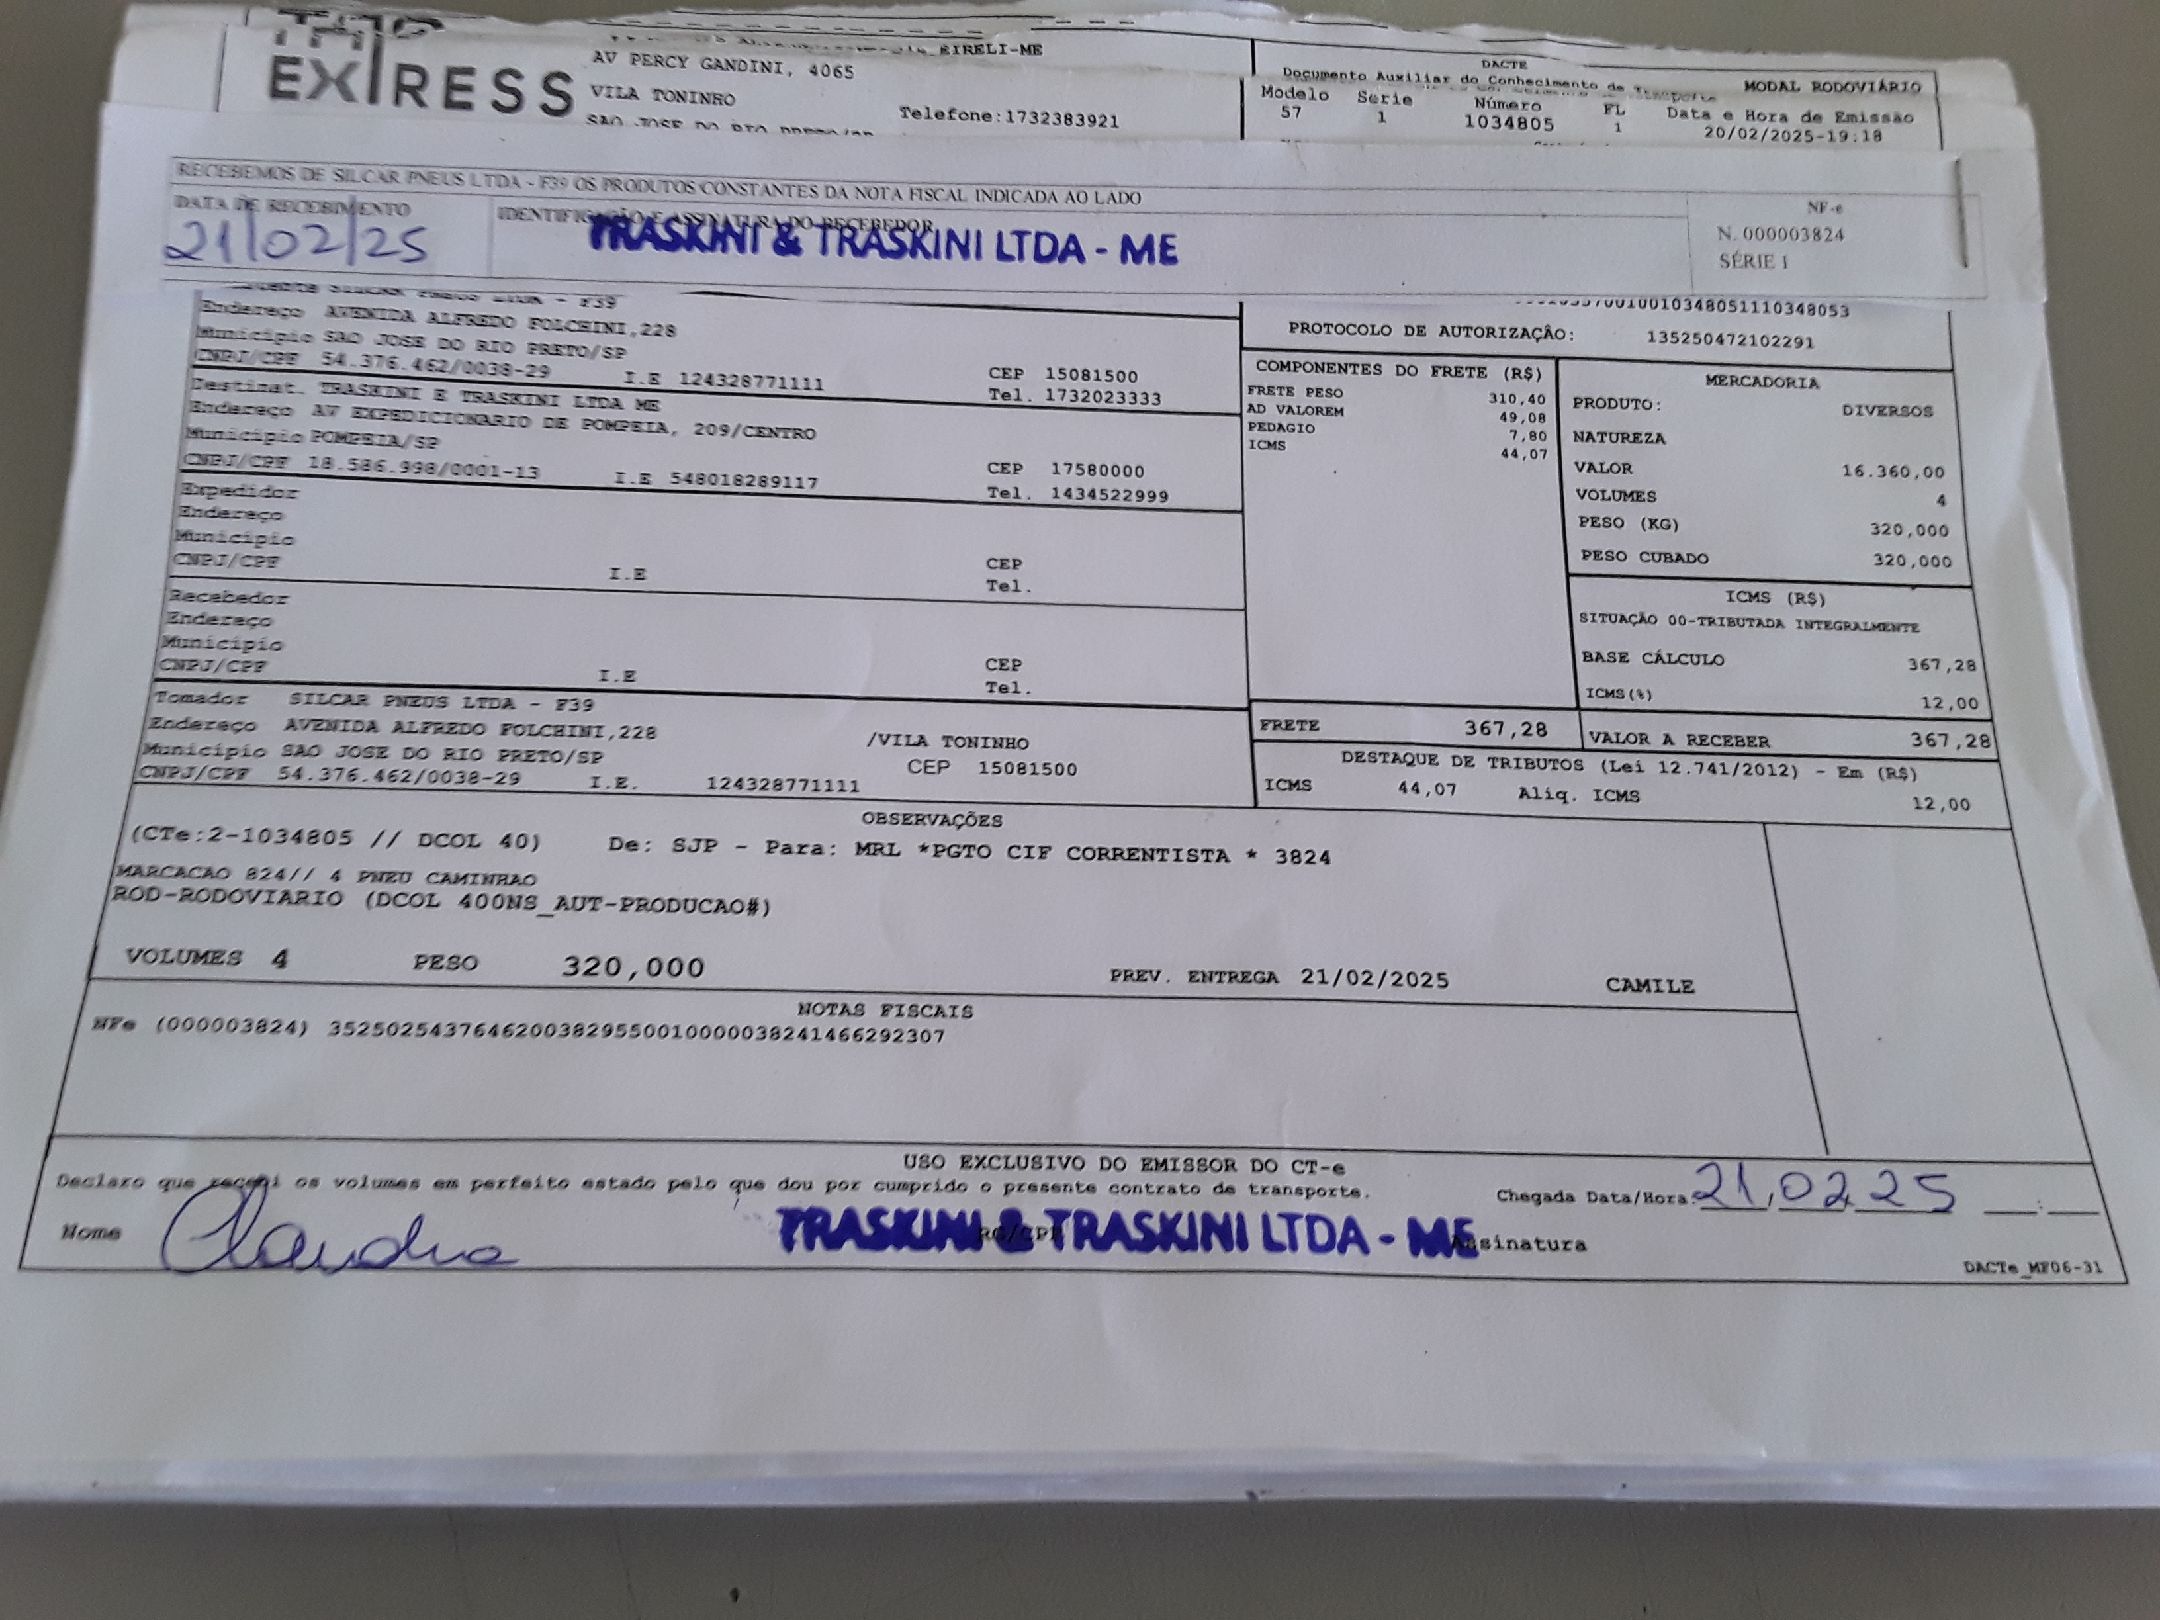 EXPRESS
EIRELI-ME
AV PERCY GANDINI, 4065
VILA TONINHO
Telefone:1732383921
DACTE
Documento Auxiliar do Conhecimento de Transporte
MODAL RODOVIÁRIO
Modelo Serie Número FL Data e Hora de Emissão
57 1 1034805 1 20/02/2025-19:18
RECEBEMOS DE SILCAR PNEUS LTDA - F39 OS PRODUTOS CONSTANTES DA NOTA FISCAL INDICADA AO LADO
DATA DE RECEBIMENTO
21/02/25
IDENTIFICAÇÃO E ASSINATURA DO RECEBEDOR
TRASKINI & TRASKINI LTDA - ME
NF-e
N. 000003824
SÉRIE 1
SILCAR PNEUS LTDA - F39
Endereço AVENIDA ALFREDO FOLCHINI,228
Município SAO JOSE DO RIO PRETO/SP
CNPJ/CPF 54.376.462/0038-29 I.E 124328771111
CEP 15081500
Tel. 1732023333
Destinat. TRASKINI E TRASKINI LTDA ME
Endereço AV EXPEDICIONARIO DE POMPEIA, 209/CENTRO
Município POMPEIA/SP
CNPJ/CPF 18.586.998/0001-13 I.E 548018289117
CEP 17580000
Tel. 1434522999
Expedidor
Endereço
Município
CNPJ/CPF I.E
CEP
Tel.
Recebedor
Endereço
Município
CNPJ/CPF I.E
CEP
Tel.
Tomador SILCAR PNEUS LTDA - F39
Endereço AVENIDA ALFREDO FOLCHINI,228 /VILA TONINHO
Município SAO JOSE DO RIO PRETO/SP CEP 15081500
CNPJ/CPF 54.376.462/0038-29 I.E. 124328771111
PROTOCOLO DE AUTORIZAÇÂO: 135250472102291
COMPONENTES DO FRETE (R$)
FRETE PESO 310,40
AD VALOREM 49,08
PEDAGIO 7,80
ICMS 44,07
MERCADORIA
PRODUTO: DIVERSOS
NATUREZA
VALOR 16.360,00
VOLUMES 4
PESO (KG) 320,000
PESO CUBADO 320,000
ICMS (R$)
SITUAÇÃO 00-TRIBUTADA INTEGRALMENTE
BASE CÁLCULO 367,28
ICMS(%) 12,00
FRETE 367,28
VALOR A RECEBER 367,28
DESTAQUE DE TRIBUTOS (Lei 12.741/2012) - Em (R$)
ICMS 44,07 Aliq. ICMS 12,00
OBSERVAÇÕES
(CTe:2-1034805 // DCOL 40) De: SJP - Para: MRL *PGTO CIF CORRENTISTA * 3824
MARCACAO 824// 4 PNEU CAMINHAO
ROD-RODOVIARIO (DCOL 400NS_AUT-PRODUCAO#)
VOLUMES 4 PESO 320,000 PREV. ENTREGA 21/02/2025 CAMILE
NOTAS FISCAIS
NFe (000003824) 35250254376462003829550010000038241466292307
USO EXCLUSIVO DO EMISSOR DO CT-e
Declaro que recebi os volumes em perfeito estado pelo que dou por cumprido o presente contrato de transporte.
Chegada Data/Hora: 21,02,25
Nome Claudia
RG/CPF
TRASKINI & TRASKINI LTDA - ME
Assinatura
DACTe_MF06-31